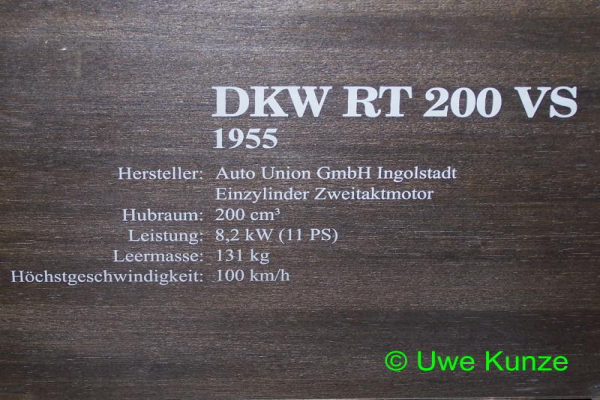 DKW RT 200 VS
1955
Hersteller: Auto Union GmbH Ingolstadt
Einzylinder Zweitaktmotor
Hubraum: 200 cm³
Leistung: 8,2 kW (11 PS)
Leermasse: 131 kg
Höchstgeschwindigkeit: 100 km/h
© Uwe Kunze